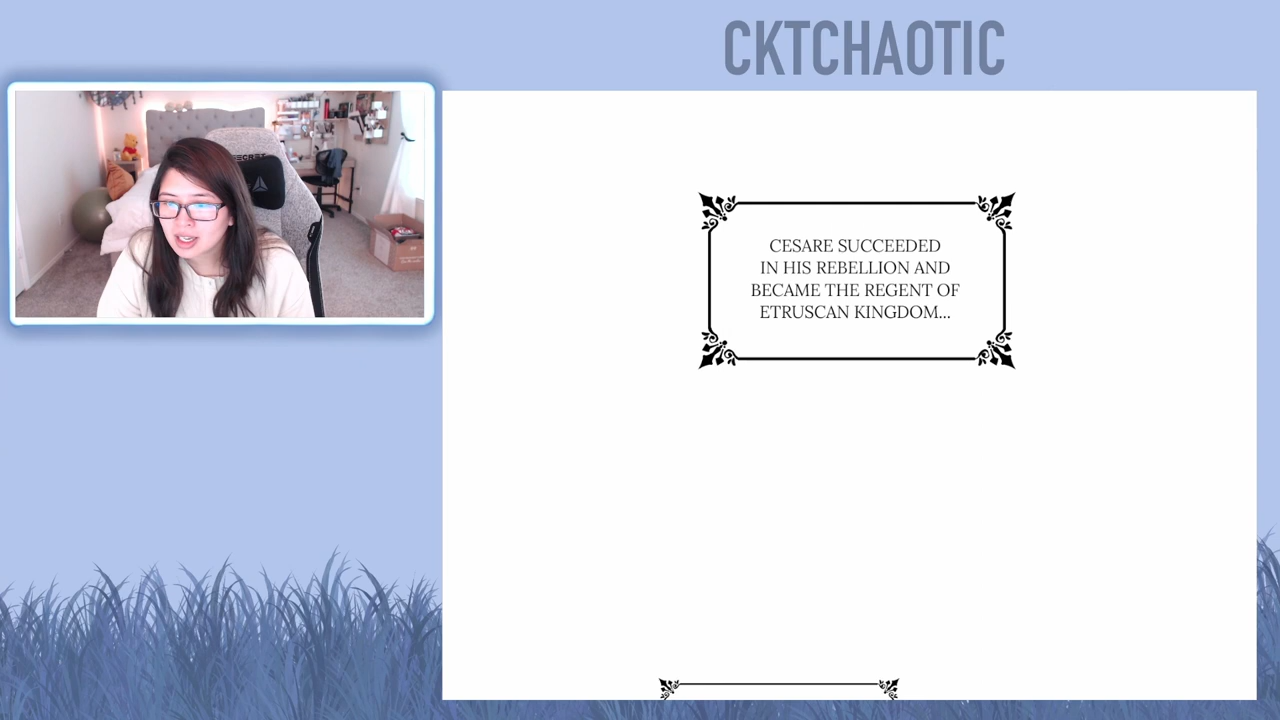 CKTCHAOTIC
CESARE SUCCEEDED
IN HIS REBELLION AND
BECAME THE REGENT OF
ETRUSCAN KINGDOM...